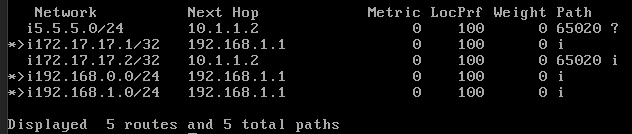 Network          Next Hop            Metric LocPrf Weight Path
  i5.5.5.0/24       10.1.1.2                 0    100      0 65020 ?
*>i172.17.17.1/32   192.168.1.1              0    100      0 i
  i172.17.17.2/32   10.1.1.2                 0    100      0 65020 i
*>i192.168.0.0/24   192.168.1.1              0    100      0 i
*>i192.168.1.0/24   192.168.1.1              0    100      0 i
Displayed  5 routes and 5 total paths